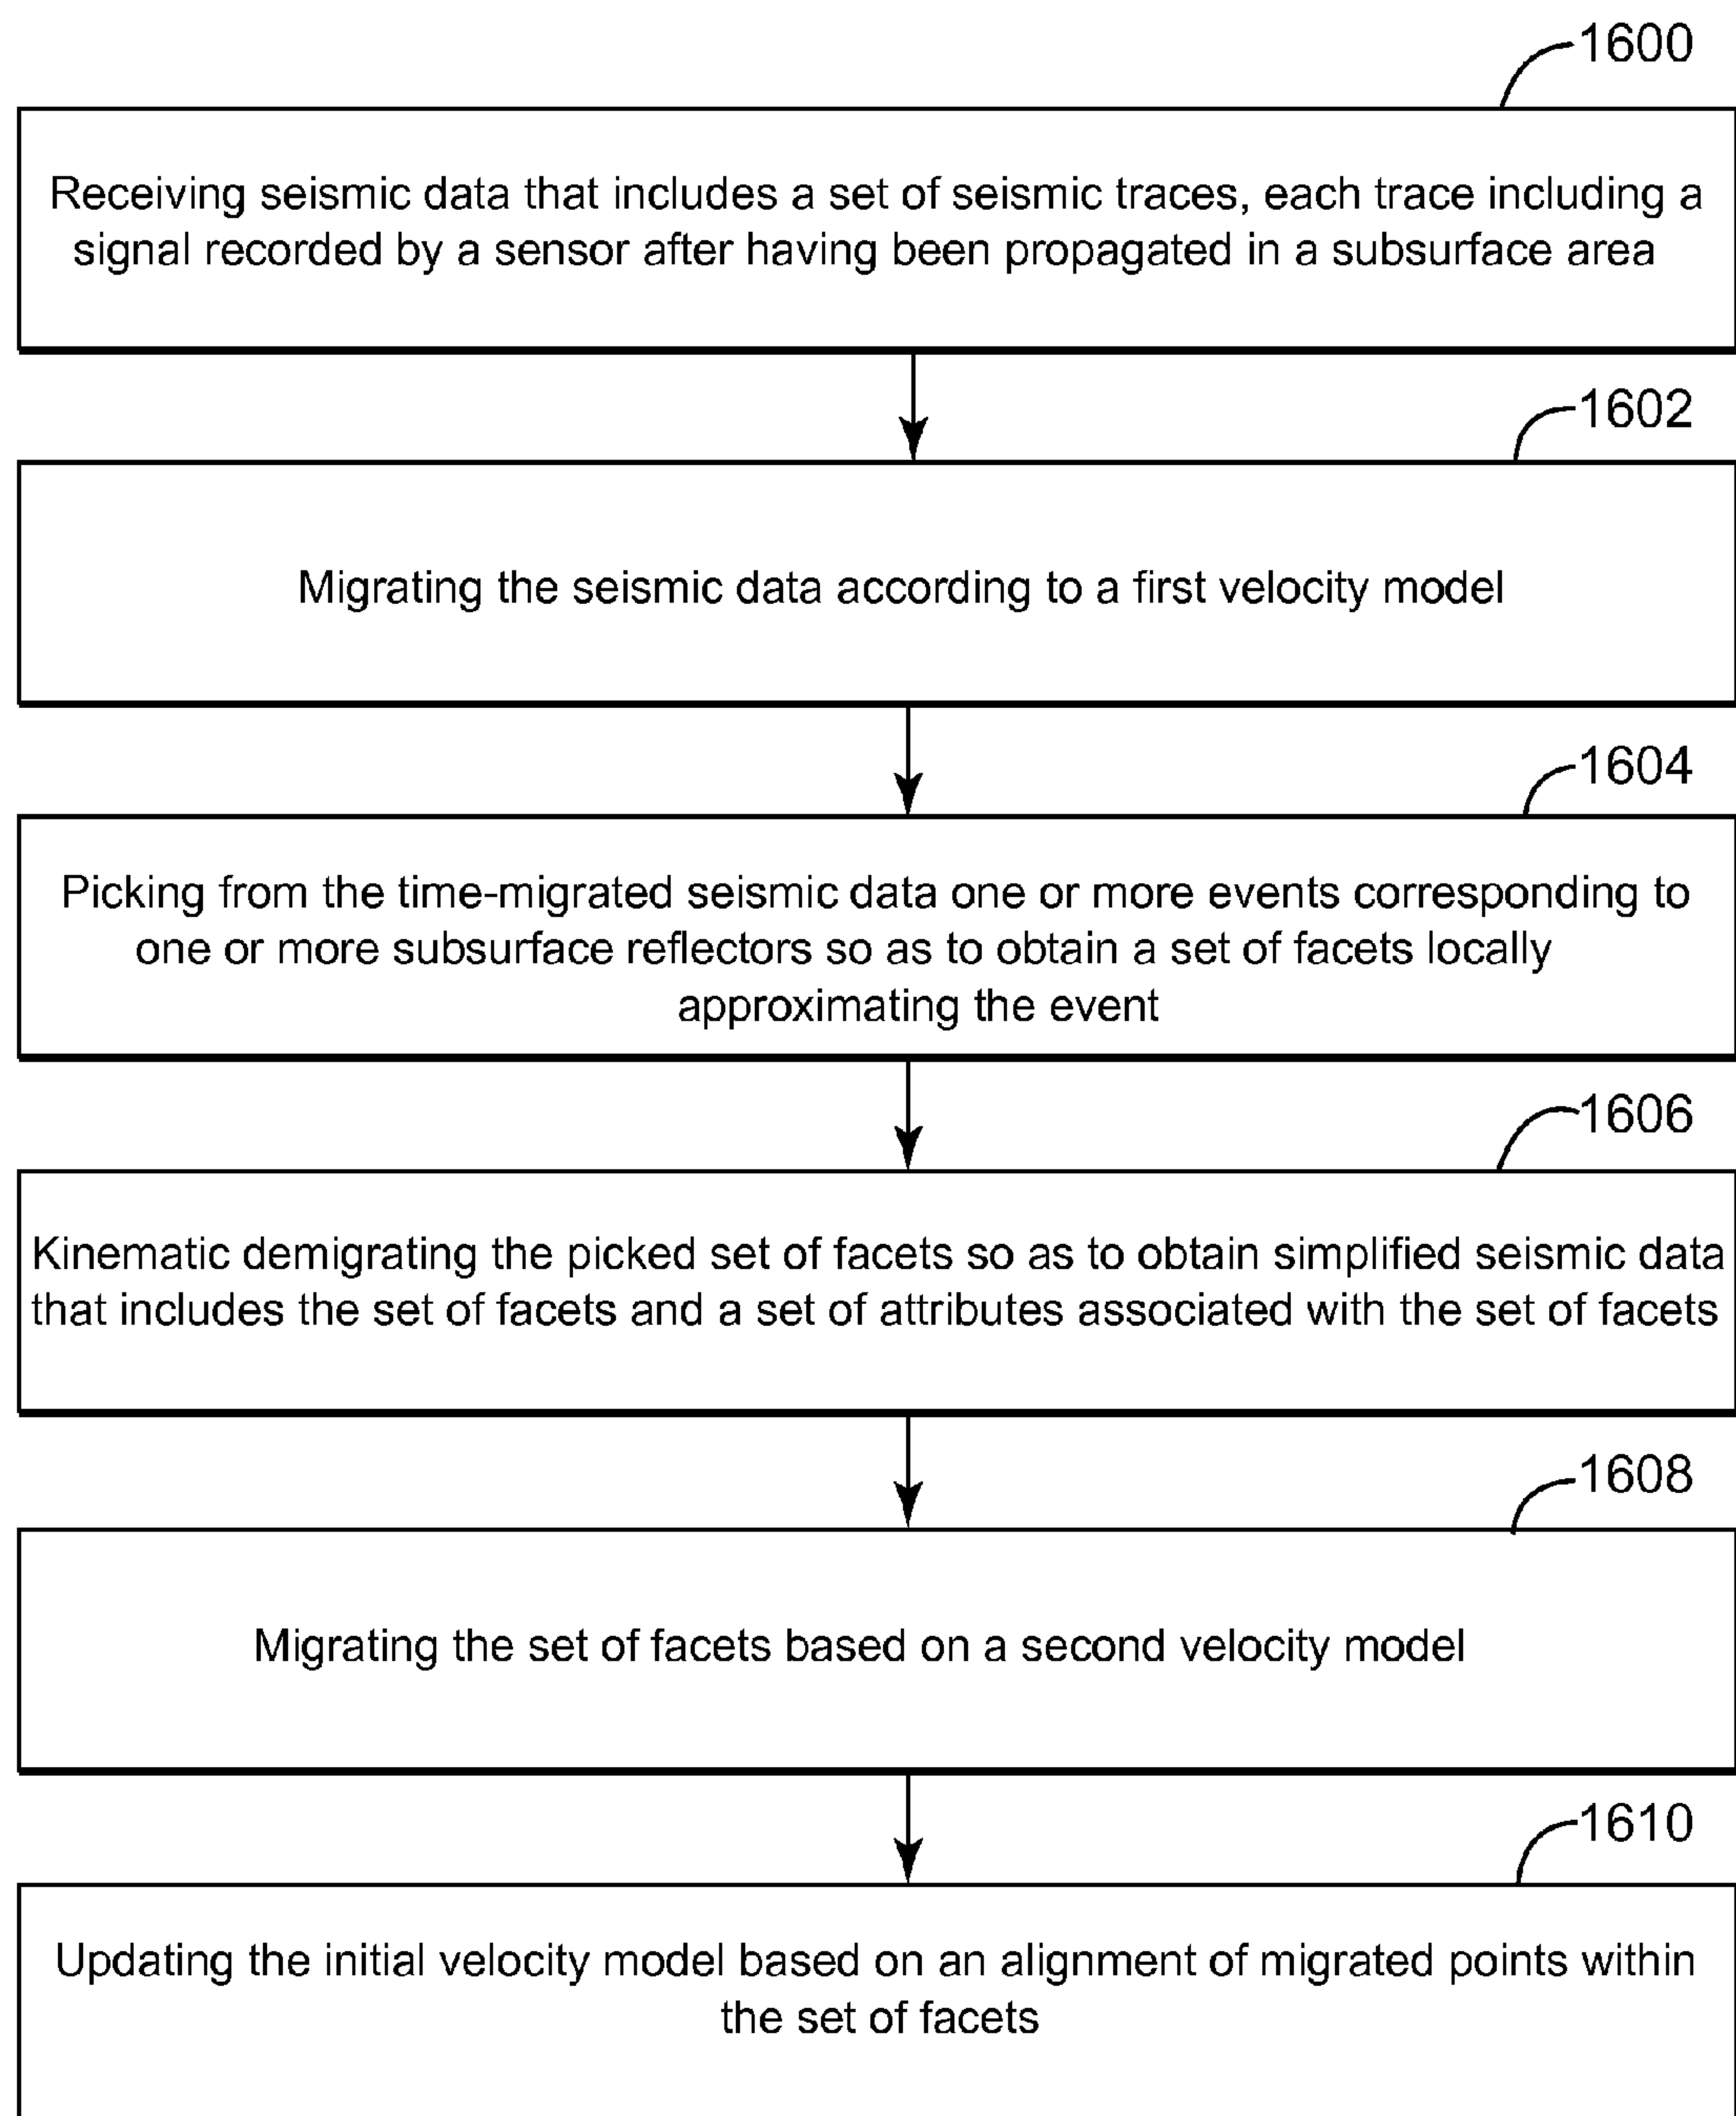 1600
Receiving seismic data that includes a set of seismic traces, each trace including a
signal recorded by a sensor after having been propagated in a subsurface area
1602
Migrating the seismic data according to a first velocity model
1604
Picking from the time-migrated seismic data one or more events corresponding to
one or more subsurface reflectors so as to obtain a set of facets locally
approximating the event
1606
Kinematic demigrating the picked set of facets so as to obtain simplified seismic data
that includes the set of facets and a set of attributes associated with the set of facets
1608
Migrating the set of facets based on a second velocity model
1610
Updating the initial velocity model based on an alignment of migrated points within
the set of facets